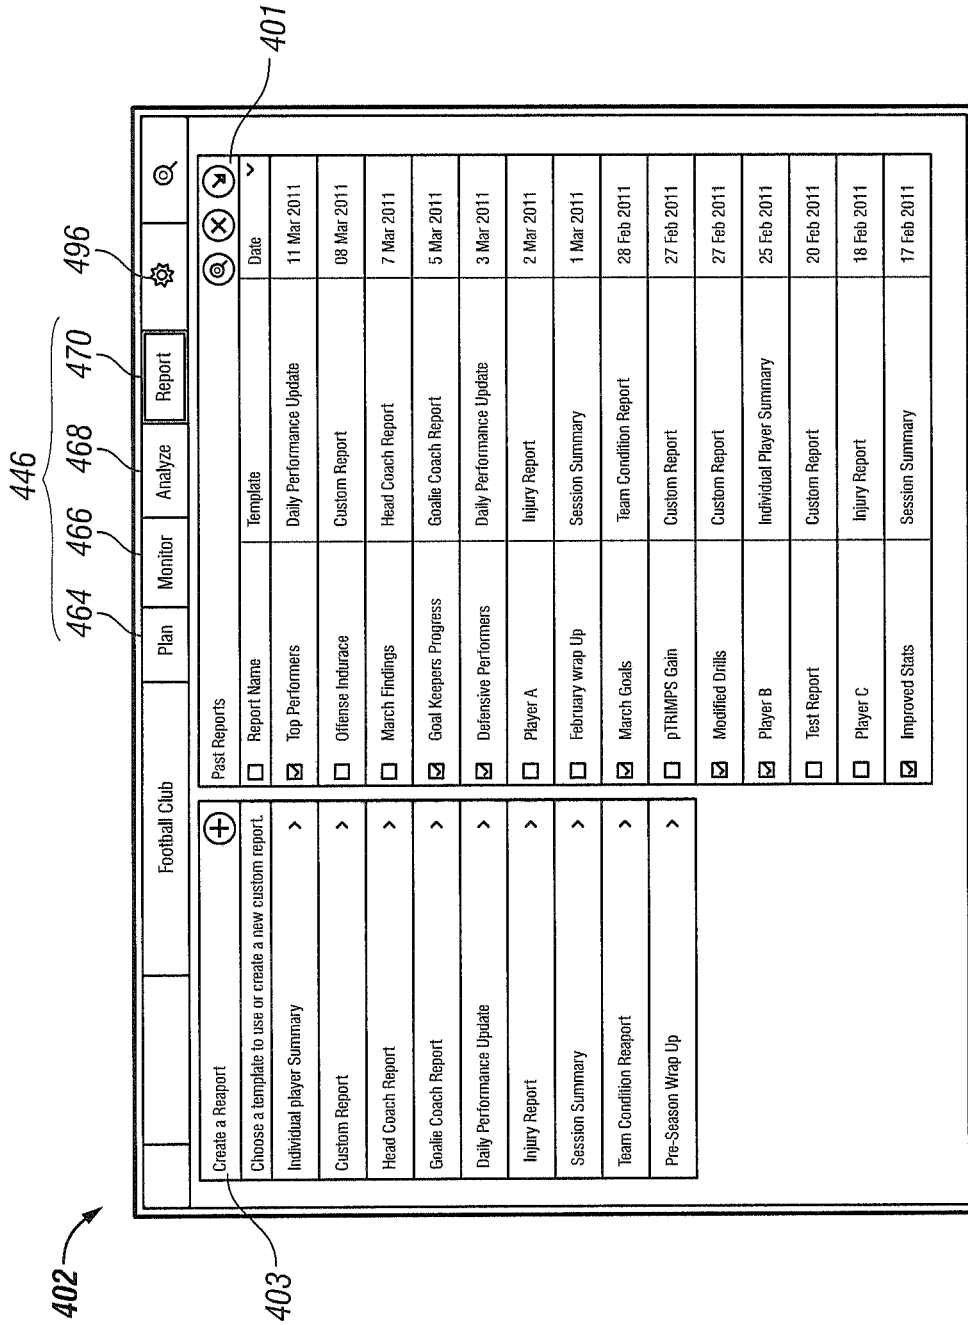 402
446
464 466 468 470 496
401
403
Football Club Plan Monitor Analyze Report
Create a Reaport
Choose a template to use or create a new custom report.
Individual player Summary >
Custom Report >
Head Coach Report >
Goalie Coach Report >
Daily Performance Update >
Injury Report >
Session Summary >
Team Condition Reaport >
Pre-Season Wrap Up >
Past Reports
Report Name Template Date
Top Performers Daily Performance Update 11 Mar 2011
Offense Indurace Custom Report 08 Mar 2011
March Findings Head Coach Report 7 Mar 2011
Goal Keepers Progress Goalie Coach Report 5 Mar 2011
Defensive Performers Daily Performance Update 3 Mar 2011
Player A Injury Report 2 Mar 2011
February wrap Up Session Summary 1 Mar 2011
March Goals Team Condition Report 28 Feb 2011
pTRIMPS Gain Custom Report 27 Feb 2011
Modified Drills Custom Report 27 Feb 2011
Player B Individual Player Summary 25 Feb 2011
Test Report Custom Report 20 Feb 2011
Player C Injury Report 18 Feb 2011
Improved Stats Session Summary 17 Feb 2011